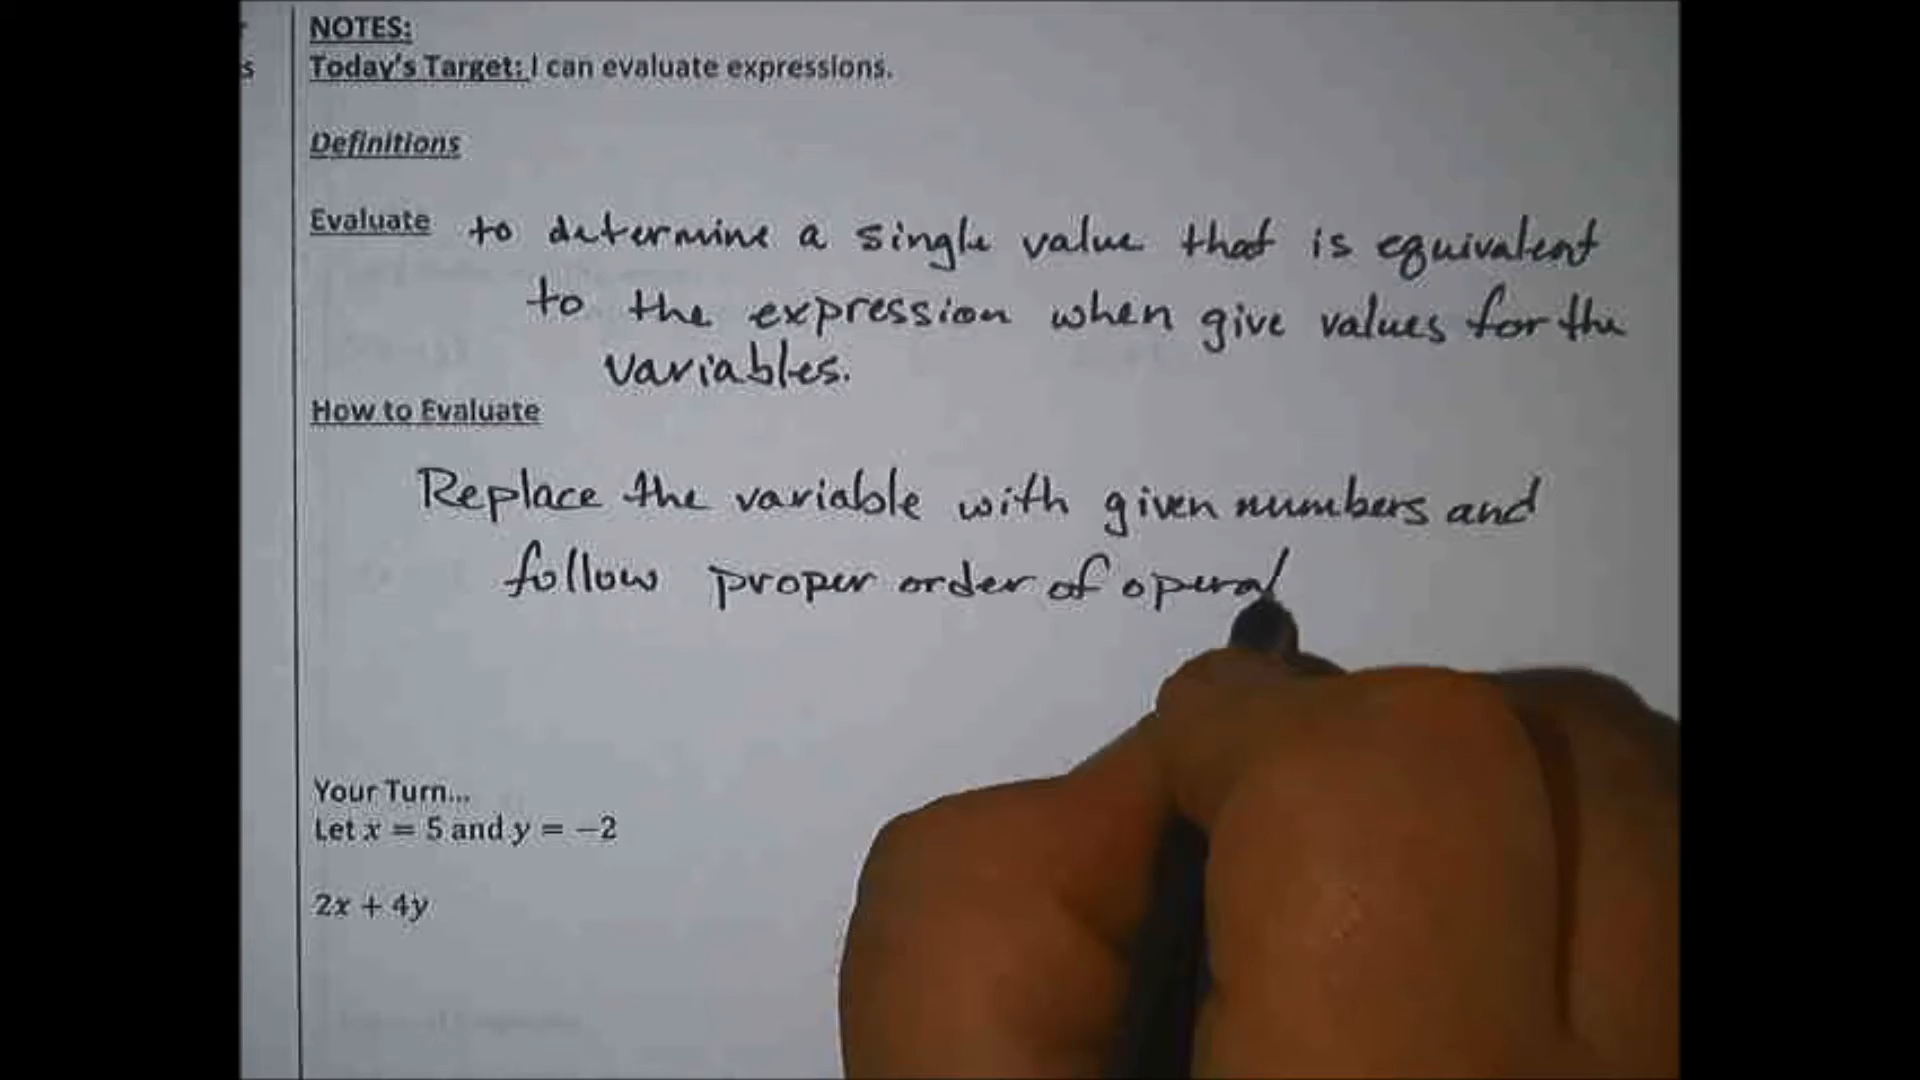 NOTES:
s
Today's Target: I can evaluate expressions.
Definitions
Evaluate to determine a single value that is equivalent
to the expression when give values for the
variables.
How to Evaluate
Replace the variable with given numbers and
follow proper order of operat
Your Turn...
Let x = 5 and y = −2
2x + 4y